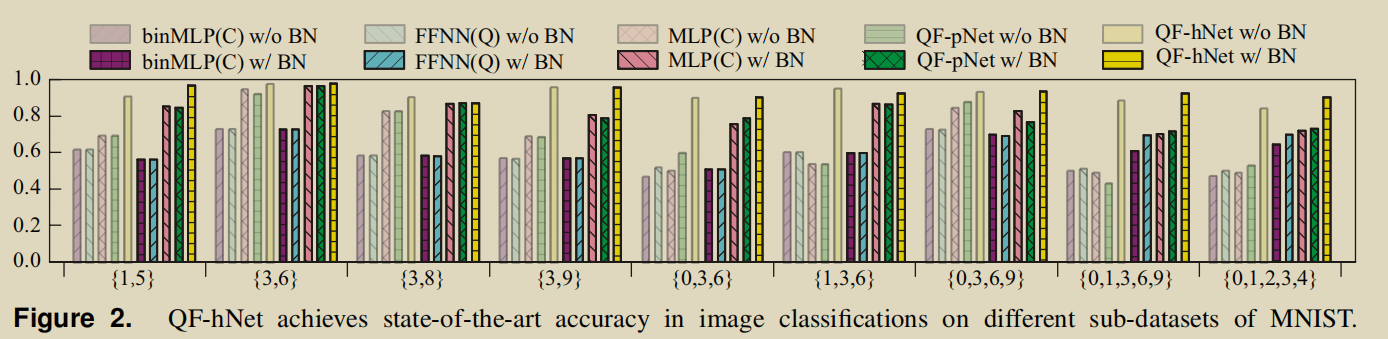 binMLP(C) w/o BN FFNN(Q) w/o BN MLP(C) w/o BN QF-pNet w/o BN QF-hNet w/o BN
binMLP(C) w/ BN FFNN(Q) w/ BN MLP(C) w/ BN QF-pNet w/ BN QF-hNet w/ BN
1.0
0.8
0.6
0.4
0.2
0.0
{1,5} {3,6} {3,8} {3,9} {0,3,6} {1,3,6} {0,3,6,9} {0,1,3,6,9} {0,1,2,3,4}
Figure 2. QF-hNet achieves state-of-the-art accuracy in image classifications on different sub-datasets of MNIST.